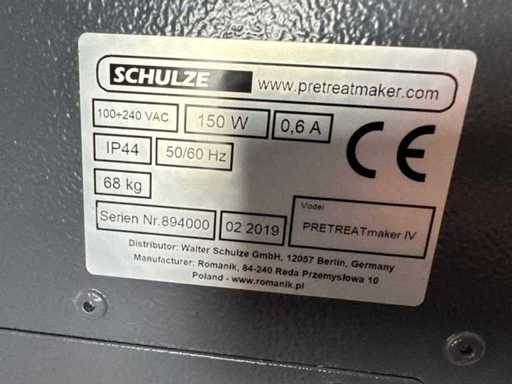 SCHULZE www.pretreatmaker.com
100÷240 VAC 150 W 0,6 A
IP44 50/60 Hz
68 kg
CE
Model
Serien Nr.894000 02 2019 PRETREATmaker IV
Distributor: Walter Schulze GmbH, 12057 Berlin, Germany
Manufacturer: Romanik, 84-240 Reda Przemysłowa 10
Poland - www.romanik.pl